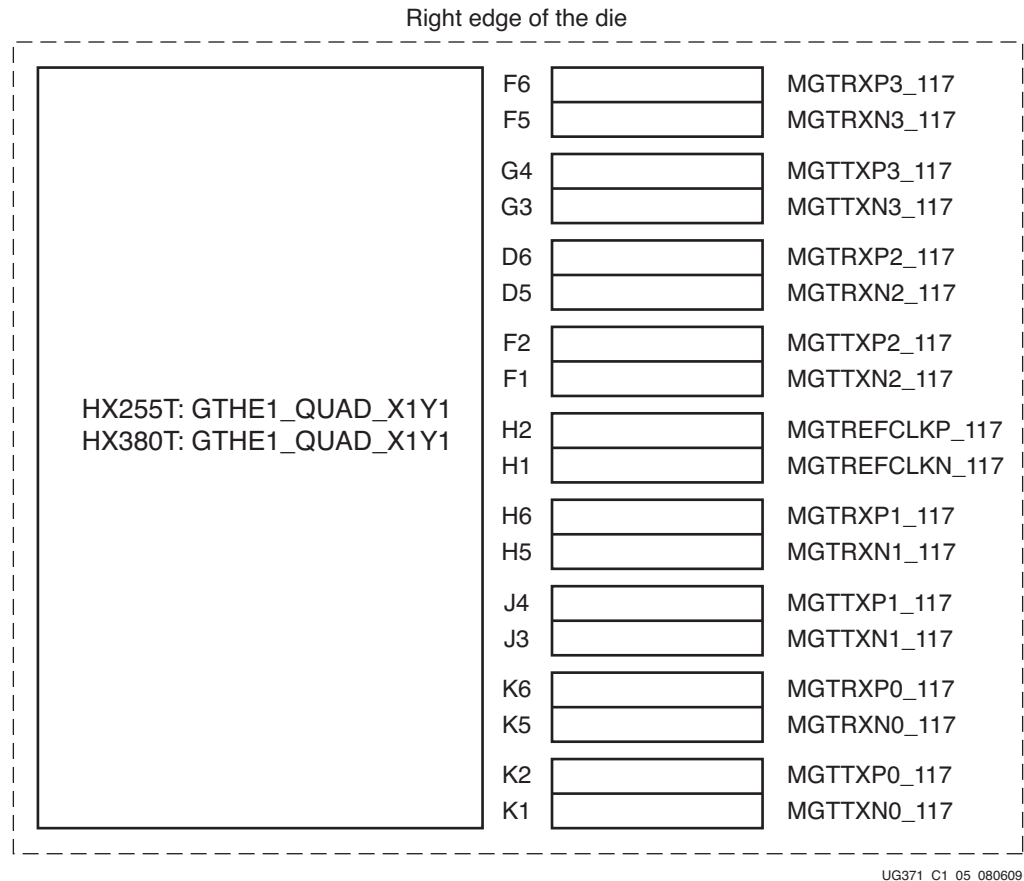 Right edge of the die
F6 MGTRXP3_117
F5 MGTRXN3_117
G4 MGTTXP3_117
G3 MGTTXN3_117
D6 MGTRXP2_117
D5 MGTRXN2_117
F2 MGTTXP2_117
F1 MGTTXN2_117
HX255T: GTHE1_QUAD_X1Y1
HX380T: GTHE1_QUAD_X1Y1
H2 MGTREFCLKP_117
H1 MGTREFCLKN_117
H6 MGTRXP1_117
H5 MGTRXN1_117
J4 MGTTXP1_117
J3 MGTTXN1_117
K6 MGTRXP0_117
K5 MGTRXN0_117
K2 MGTTXP0_117
K1 MGTTXN0_117
UG371_C1_05_080609